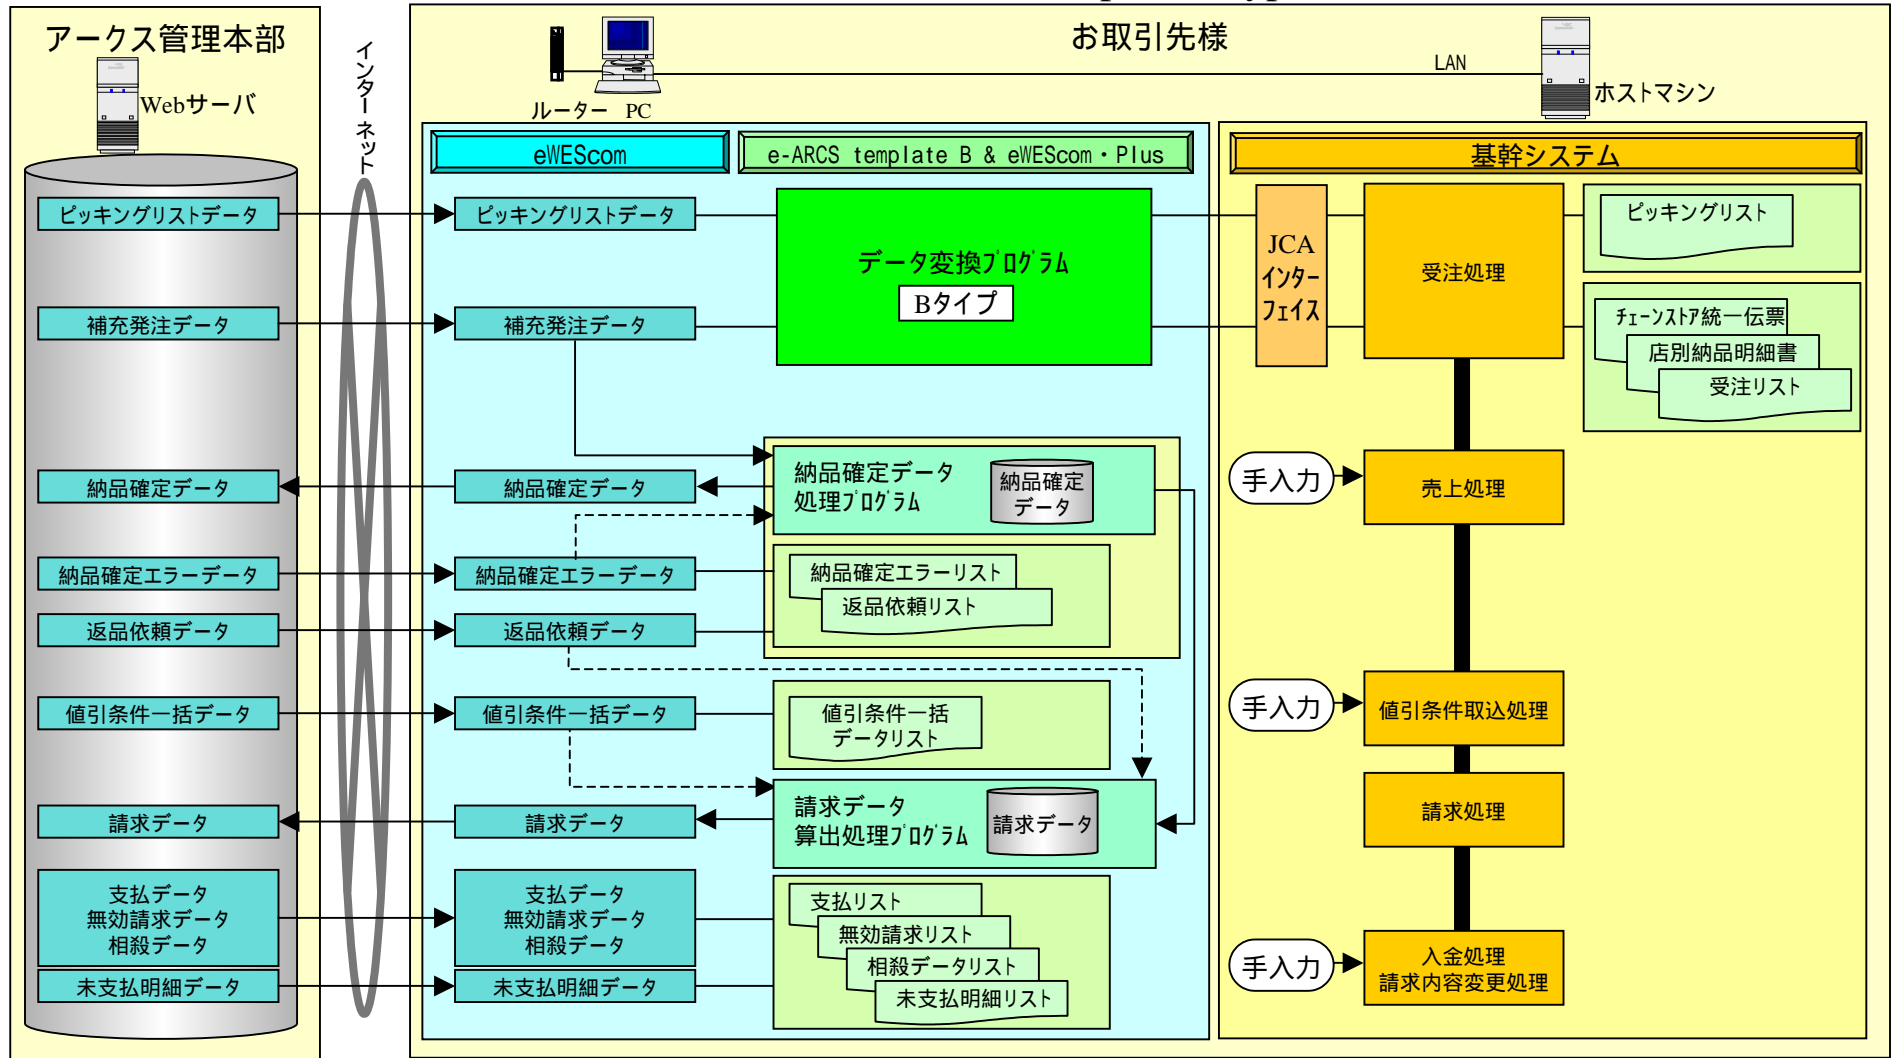 アークス管理本部
Webサーバ
インターネット
お取引先様
ルーター PC
LAN
ホストマシン
eWEScom
e-ARCS template B & eWEScom・Plus
基幹システム
ピッキングリストデータ
補充発注データ
納品確定データ
納品確定エラーデータ
返品依頼データ
値引条件一括データ
請求データ
支払データ
無効請求データ
相殺データ
未支払明細データ
ピッキングリストデータ
補充発注データ
納品確定データ
納品確定エラーデータ
返品依頼データ
値引条件一括データ
請求データ
支払データ
無効請求データ
相殺データ
未支払明細データ
データ変換ﾌﾟﾛｸﾞﾗﾑ
Bタイプ
納品確定データ
処理ﾌﾟﾛｸﾞﾗﾑ
納品確定
データ
納品確定エラーリスト
返品依頼リスト
値引条件一括
データリスト
請求データ
算出処理ﾌﾟﾛｸﾞﾗﾑ
請求データ
支払リスト
無効請求リスト
相殺データリスト
未支払明細リスト
JCA
ｲﾝﾀｰ
ﾌｪｲｽ
受注処理
ピッキングリスト
ﾁｪｰﾝｽﾄｱ統一伝票
店別納品明細書
受注リスト
手入力
売上処理
手入力
値引条件取込処理
請求処理
手入力
入金処理
請求内容変更処理